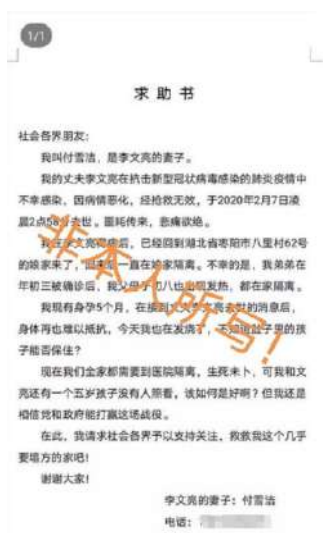 1/1
求 助 书
社会各界朋友:
我叫付雪洁,是李文亮的妻子。
我的丈夫李文亮在抗击新型冠状病毒感染的肺炎疫情中
不幸感染,因病情恶化,经抢救无效,于2020年2月7日凌
晨2点58分去世。噩耗传来,悲痛欲绝。
我在李文亮得病后,已经回到湖北省枣阳市八里村62号
的娘家来了,回来后一直在娘家隔离。不幸的是,我弟弟在
年初三被确诊后,我父母于初八也出现发热,都在家隔离。
我现有身孕5个月,在接到丈夫李文亮去世的消息后,
身体再也难以抵抗,今天我也在发烧了,不知道肚子里的孩
子能否保住?
现在我们全家都需要到医院隔离,生死未卜,可我和文
亮还有一个五岁孩子没有人照看,该如何是好啊?但我还是
相信党和政府能打赢这场战役。
在此,我请求社会各界予以支持关注,救救我这个几乎
要塌方的家吧!
谢谢大家!
李文亮的妻子:付雪洁
电话:
非本人所写!